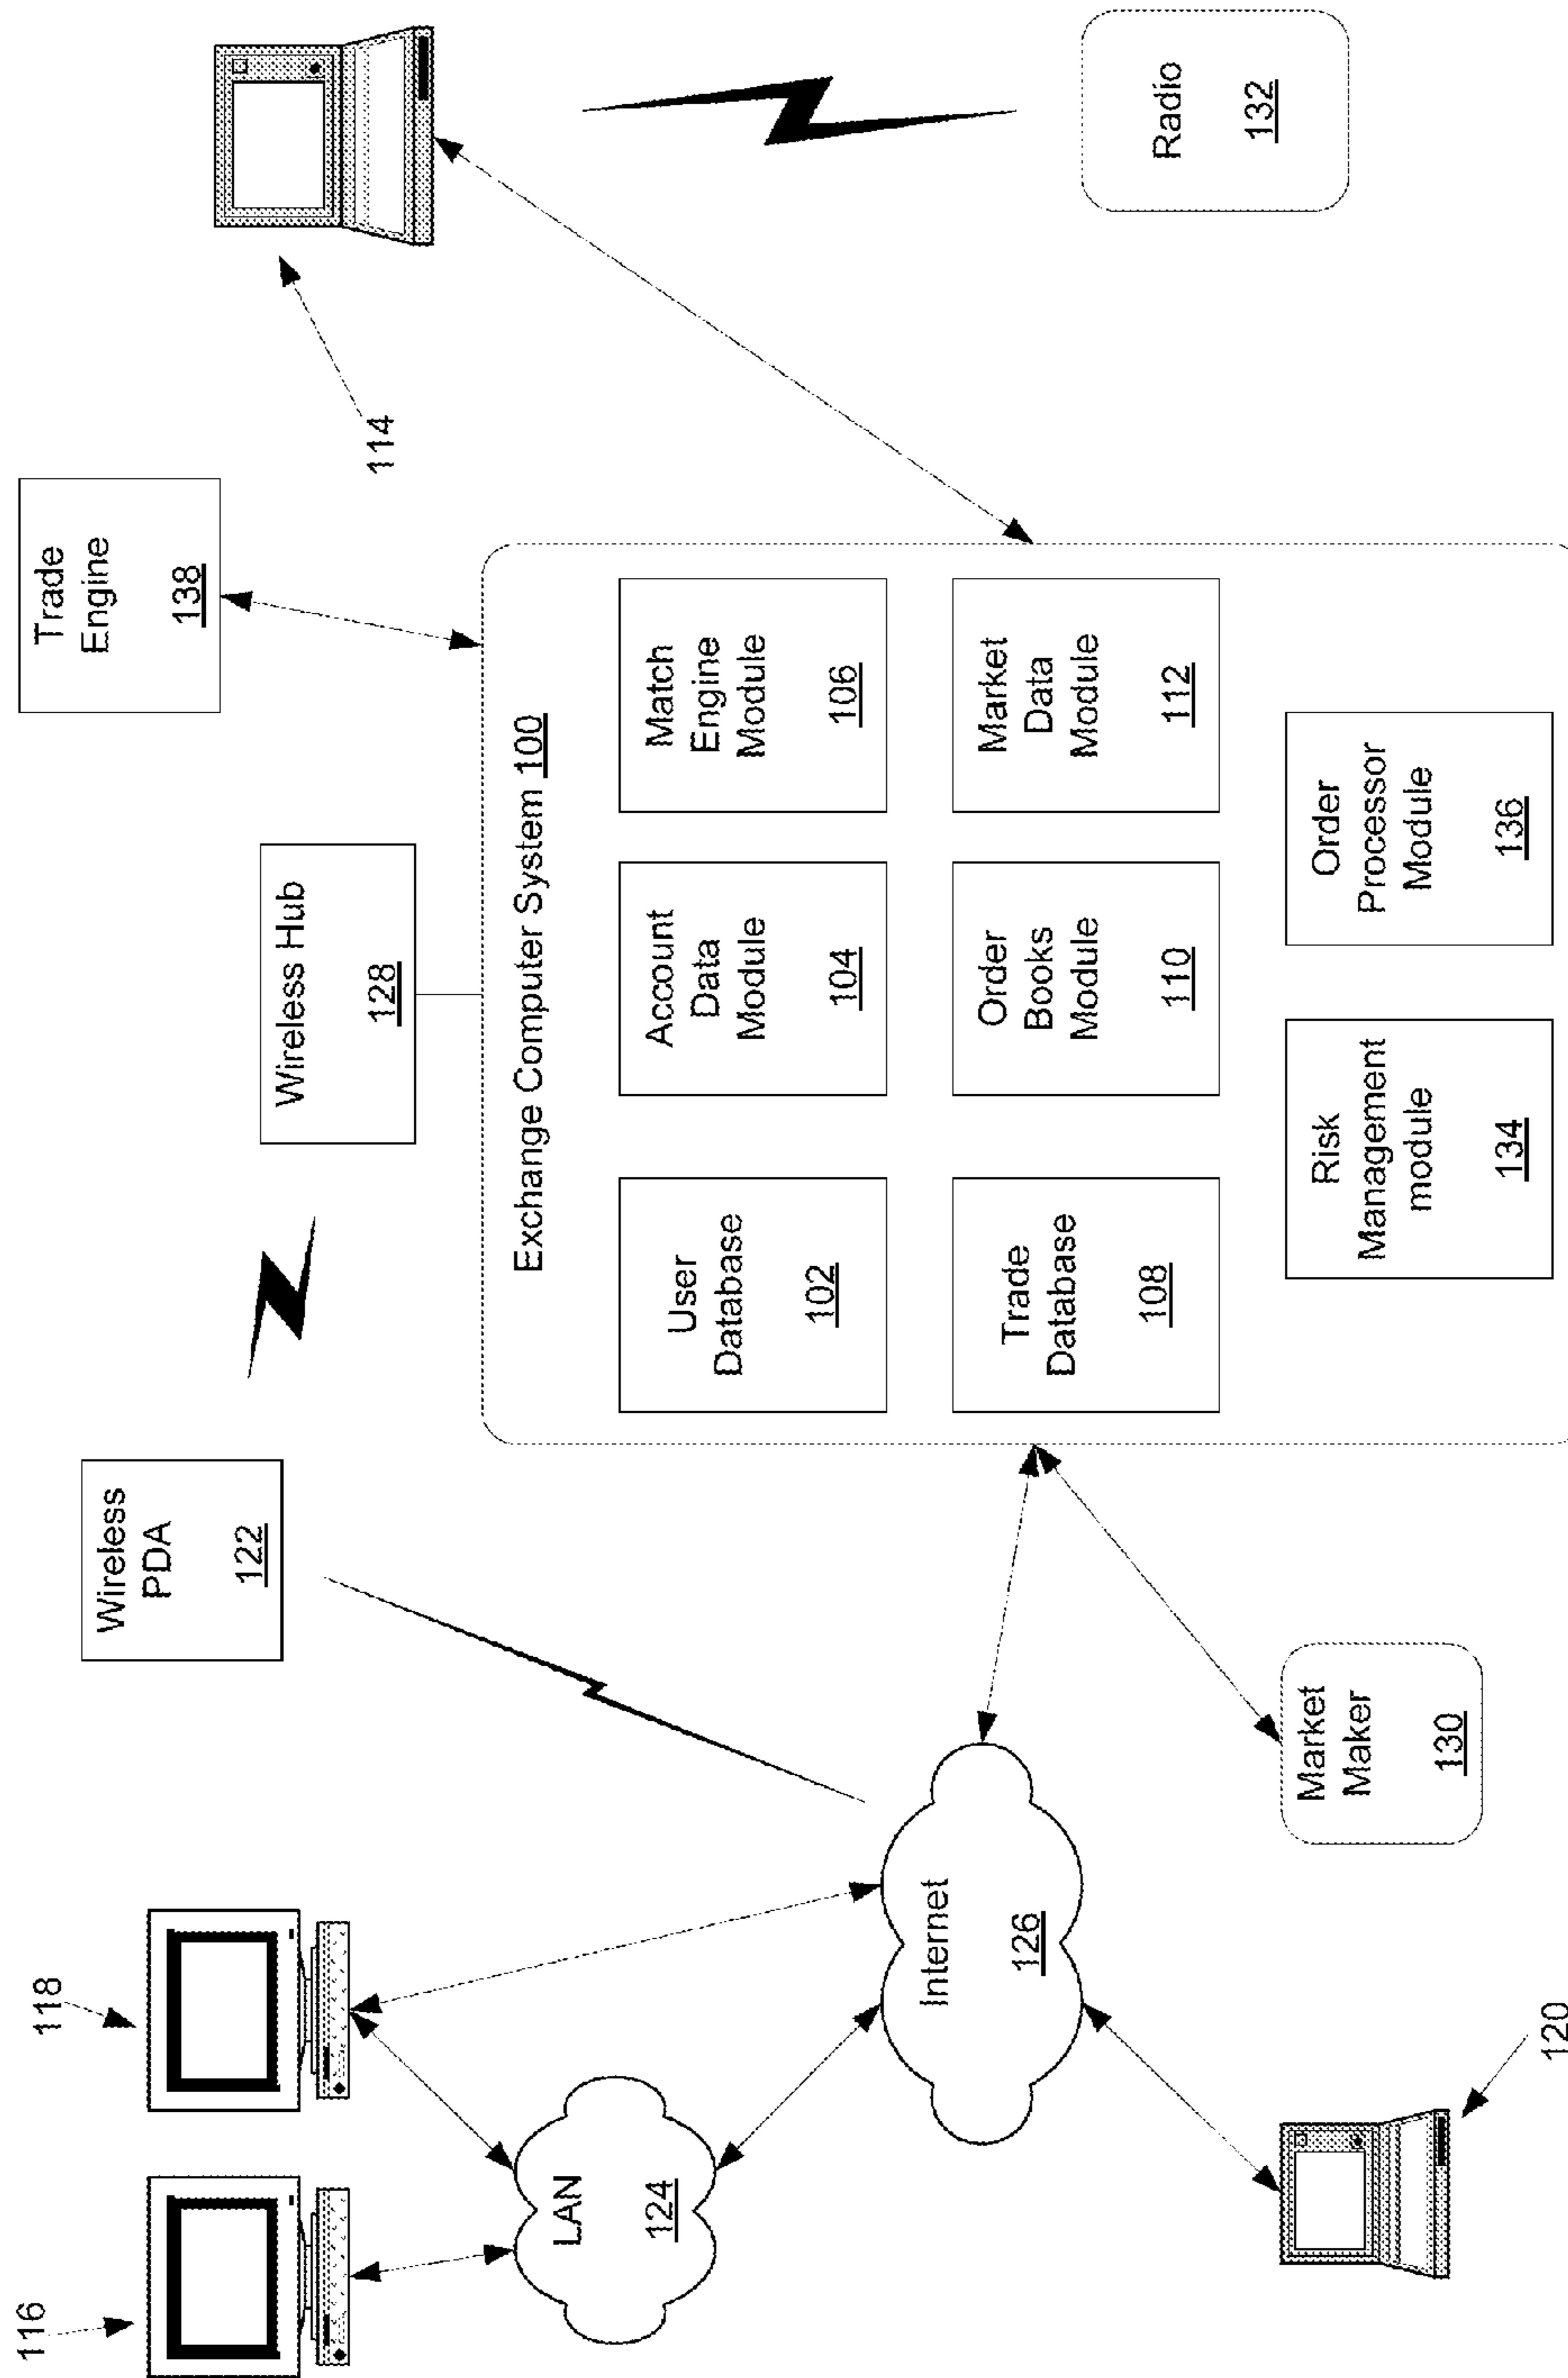 116
118
Wireless
PDA
122
Wireless Hub
128
Trade
Engine
138
114
LAN
124
Internet
126
Exchange Computer System 100
User
Database
102
Account
Data
Module
104
Match
Engine
Module
106
Trade
Database
108
Order
Books
Module
110
Market
Data
Module
112
Risk
Management
module
134
Order
Processor
Module
136
120
Market
Maker
130
Radio
132